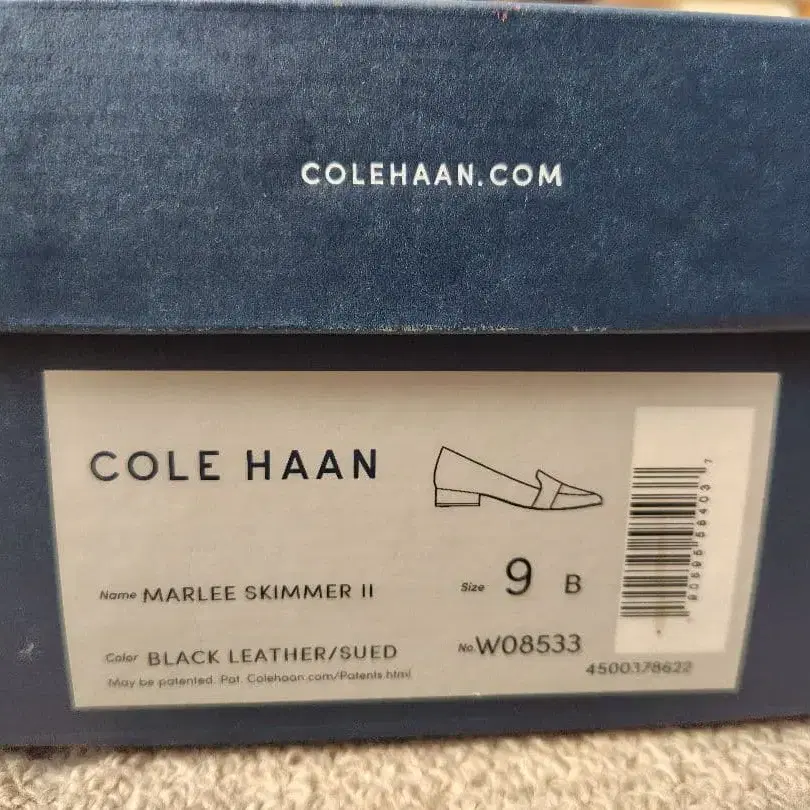 COLEHAAN.COM
COLE HAAN
Name MARLEE SKIMMER II
Size 9 B
Color BLACK LEATHER/SUED
No. W08533
May be patented. Pat. Colehaan.com/Patents.html
4500378622